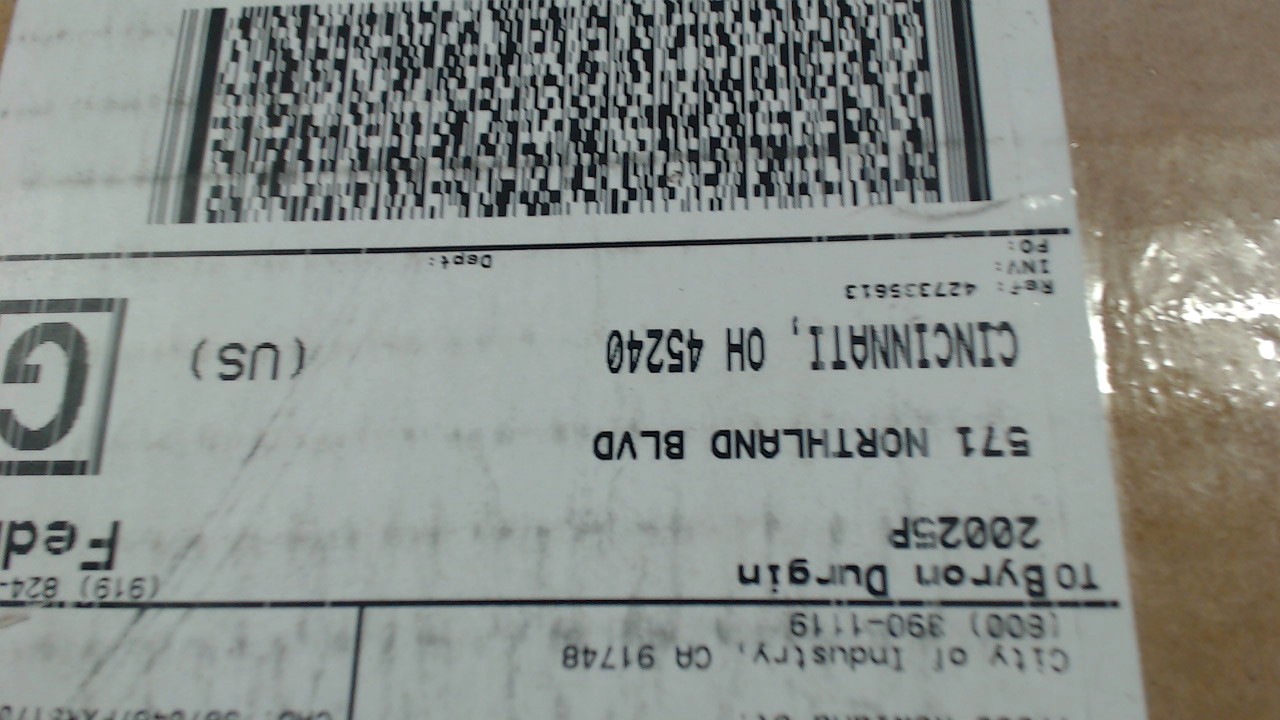 City of Industry, CA 91748
(800) 390-1119
TO Byron Durgin
(919) 824-
20025P
Fed
571 NORTHLAND BLVD
CINCINNATI, OH 45240
(US)
G
Ref: 427335613
INV:
PO:
Dept: